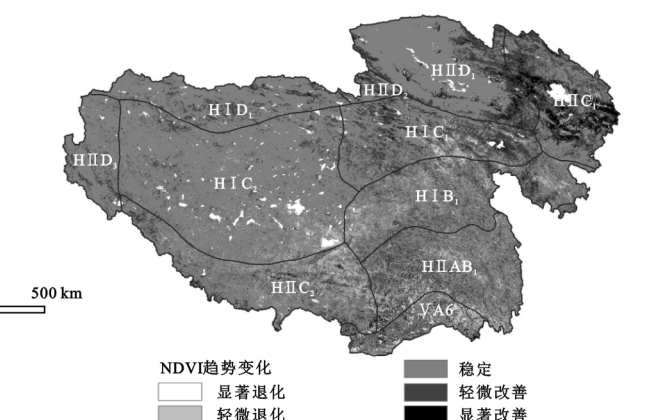 HⅡD₁
HⅡD₂
HⅡC₁
HⅠD₁
HⅠC₁
HⅡD₃
HⅠC₂
HⅠB₁
HⅡAB₁
HⅡC₂
ⅤA6
500 km
NDVI趋势变化
显著退化
轻微退化
稳定
轻微改善
显著改善